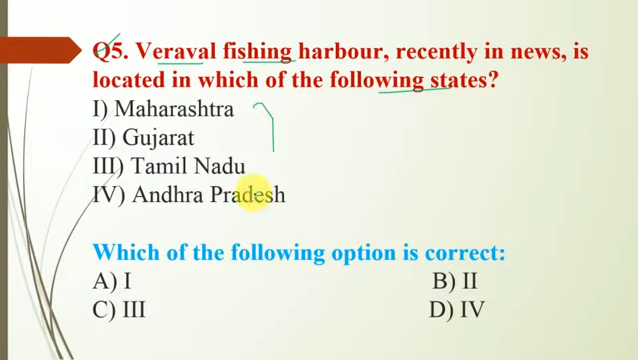 Q5. Veraval fishing harbour, recently in news, is
located in which of the following states?
I) Maharashtra
II) Gujarat
III) Tamil Nadu
IV) Andhra Pradesh
Which of the following option is correct:
A) I B) II
C) III D) IV